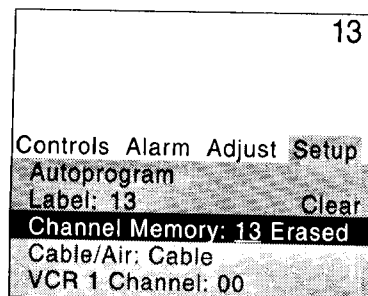 13
Controls Alarm Adjust Setup
Autoprogram
Label: 13 Clear
Channel Memory: 13 Erased
Cable/Air: Cable
VCR 1 Channel: 00